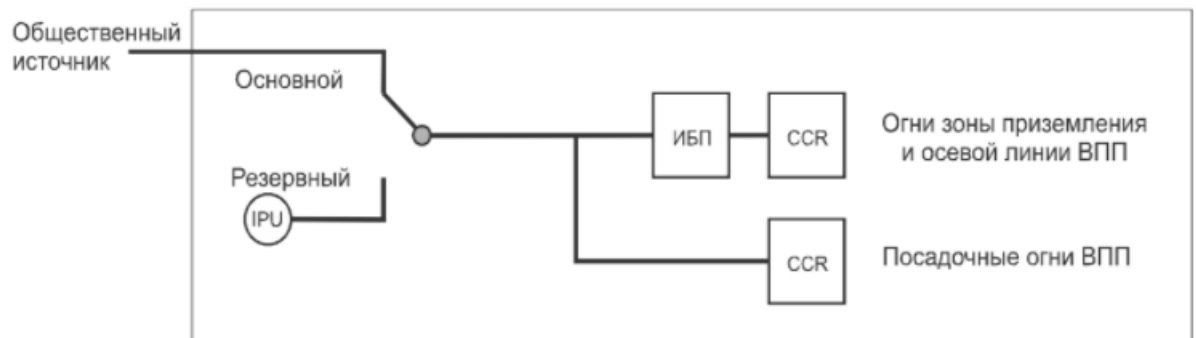 Общественный
источник
Основной
Резервный
IPU
ИБП
CCR
Огни зоны приземления
и осевой линии ВПП
CCR
Посадочные огни ВПП